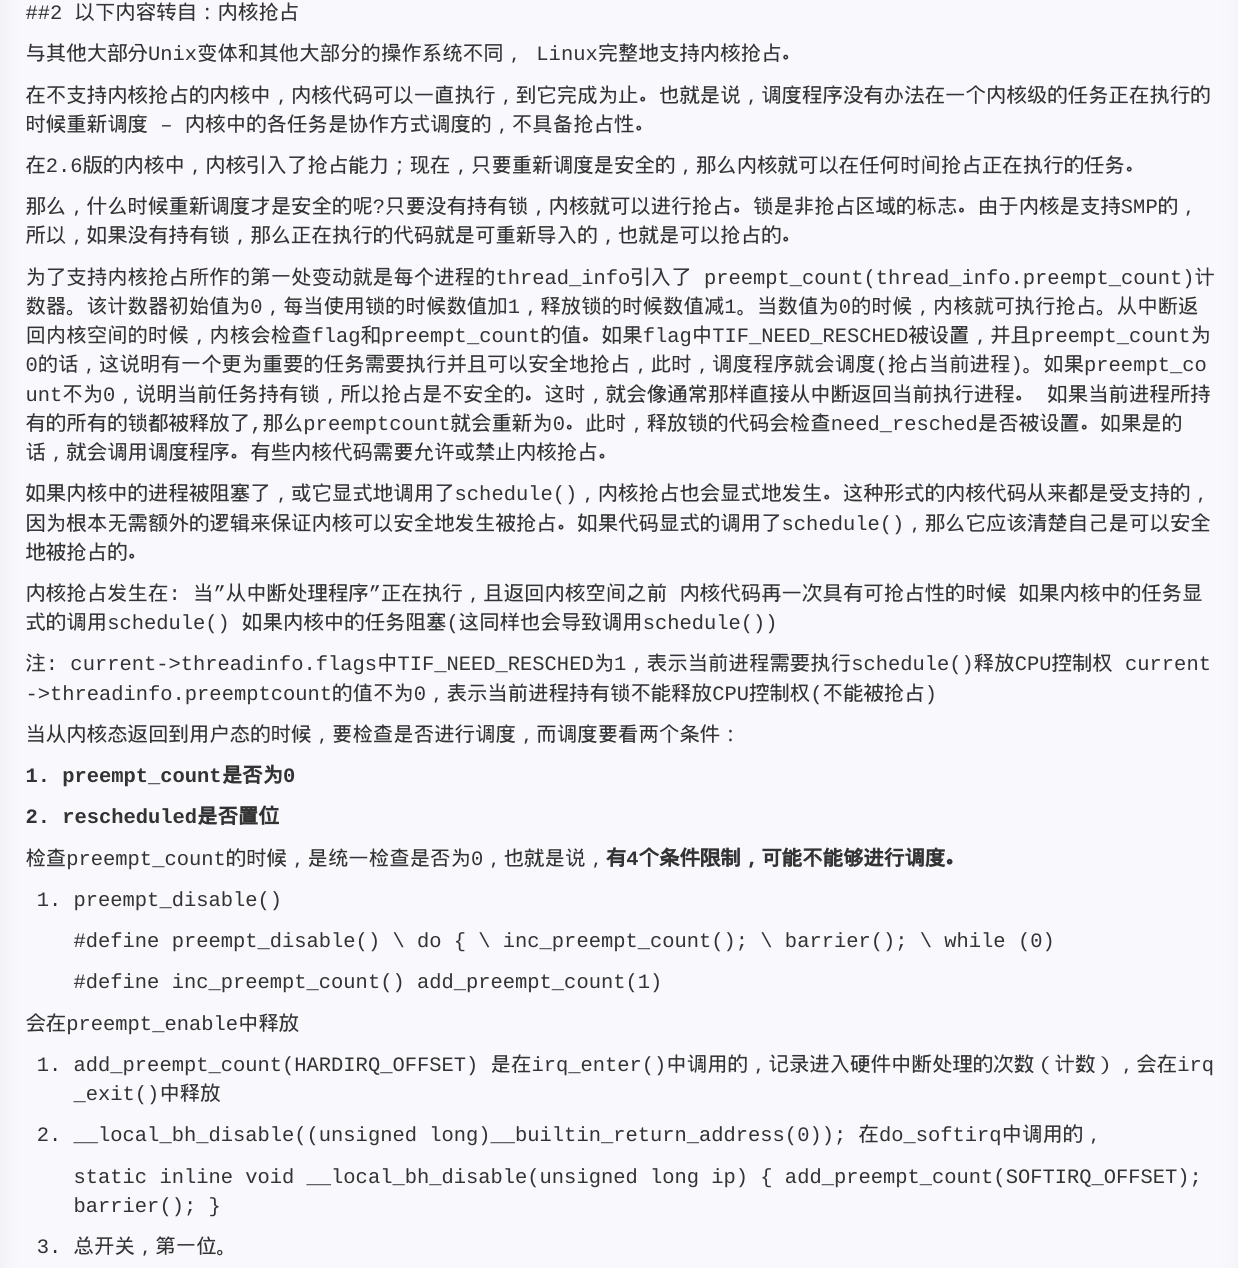 ##2 以下内容转自：内核抢占
与其他大部分Unix变体和其他大部分的操作系统不同， Linux完整地支持内核抢占。
在不支持内核抢占的内核中，内核代码可以一直执行，到它完成为止。也就是说，调度程序没有办法在一个内核级的任务正在执行的
时候重新调度 – 内核中的各任务是协作方式调度的，不具备抢占性。
在2.6版的内核中，内核引入了抢占能力；现在，只要重新调度是安全的，那么内核就可以在任何时间抢占正在执行的任务。
那么，什么时候重新调度才是安全的呢?只要没有持有锁，内核就可以进行抢占。锁是非抢占区域的标志。由于内核是支持SMP的，
所以，如果没有持有锁，那么正在执行的代码就是可重新导入的，也就是可以抢占的。
为了支持内核抢占所作的第一处变动就是每个进程的thread_info引入了 preempt_count(thread_info.preempt_count)计
数器。该计数器初始值为0，每当使用锁的时候数值加1，释放锁的时候数值减1。当数值为0的时候，内核就可执行抢占。从中断返
回内核空间的时候，内核会检查flag和preempt_count的值。如果flag中TIF_NEED_RESCHED被设置，并且preempt_count为
0的话，这说明有一个更为重要的任务需要执行并且可以安全地抢占，此时，调度程序就会调度(抢占当前进程)。如果preempt_co
unt不为0，说明当前任务持有锁，所以抢占是不安全的。这时，就会像通常那样直接从中断返回当前执行进程。 如果当前进程所持
有的所有的锁都被释放了,那么preemptcount就会重新为0。此时，释放锁的代码会检查need_resched是否被设置。如果是的
话，就会调用调度程序。有些内核代码需要允许或禁止内核抢占。
如果内核中的进程被阻塞了，或它显式地调用了schedule()，内核抢占也会显式地发生。这种形式的内核代码从来都是受支持的，
因为根本无需额外的逻辑来保证内核可以安全地发生被抢占。如果代码显式的调用了schedule()，那么它应该清楚自己是可以安全
地被抢占的。
内核抢占发生在: 当”从中断处理程序”正在执行，且返回内核空间之前 内核代码再一次具有可抢占性的时候 如果内核中的任务显
式的调用schedule() 如果内核中的任务阻塞(这同样也会导致调用schedule())
注: current->threadinfo.flags中TIF_NEED_RESCHED为1，表示当前进程需要执行schedule()释放CPU控制权 current
->threadinfo.preemptcount的值不为0，表示当前进程持有锁不能释放CPU控制权(不能被抢占)
当从内核态返回到用户态的时候，要检查是否进行调度，而调度要看两个条件：
1. preempt_count是否为0
2. rescheduled是否置位
检查preempt_count的时候，是统一检查是否为0，也就是说，有4个条件限制，可能不能够进行调度。
1. preempt_disable()
#define preempt_disable() \ do { \ inc_preempt_count(); \ barrier(); \ while (0)
#define inc_preempt_count() add_preempt_count(1)
会在preempt_enable中释放
1. add_preempt_count(HARDIRQ_OFFSET) 是在irq_enter()中调用的，记录进入硬件中断处理的次数（计数），会在irq
_exit()中释放
2. __local_bh_disable((unsigned long)__builtin_return_address(0)); 在do_softirq中调用的，
static inline void __local_bh_disable(unsigned long ip) { add_preempt_count(SOFTIRQ_OFFSET);
barrier(); }
3. 总开关，第一位。